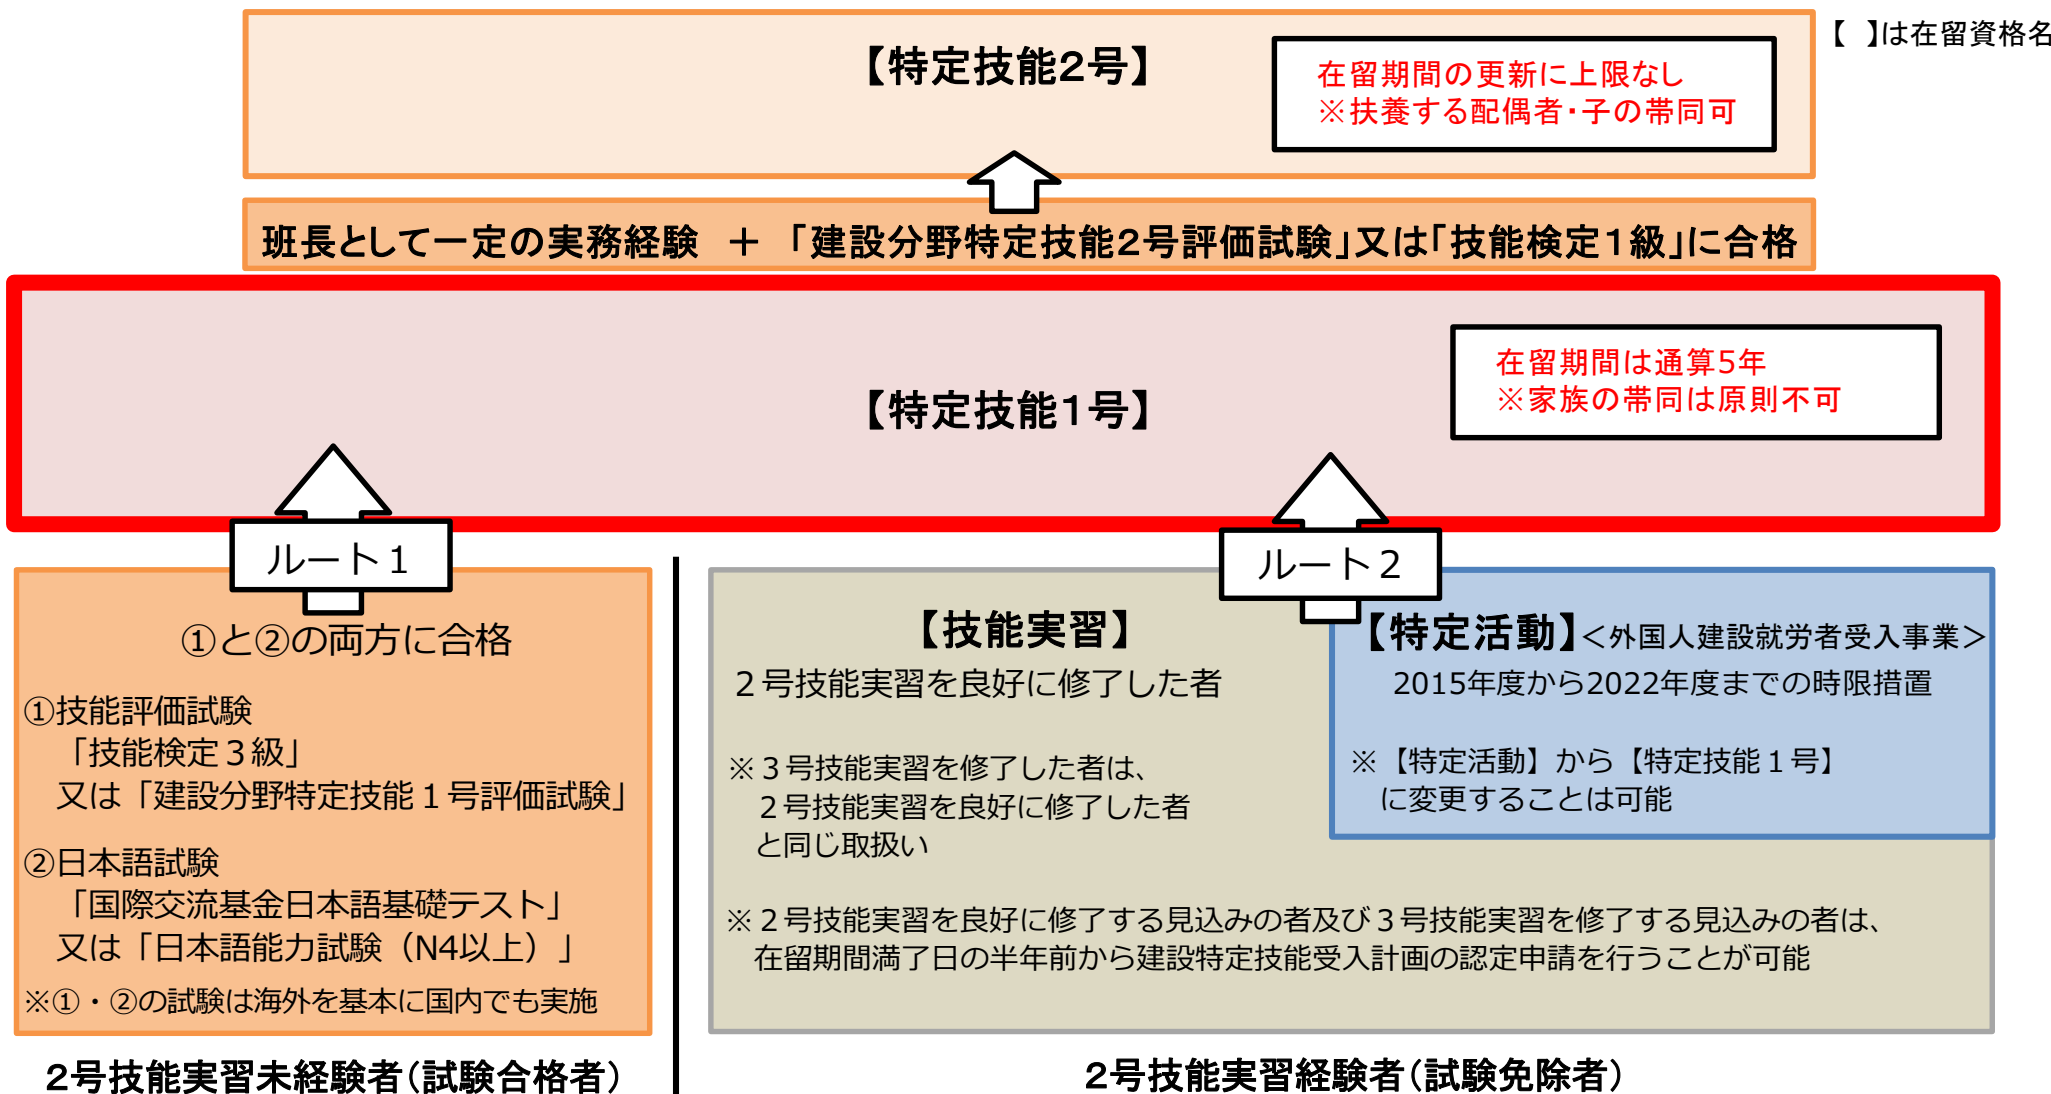 【　】は在留資格名
【特定技能２号】
在留期間の更新に上限なし
※扶養する配偶者・子の帯同可
班長として一定の実務経験　＋　「建設分野特定技能２号評価試験」又は「技能検定１級」に合格
【特定技能１号】
在留期間は通算5年
※家族の帯同は原則不可
ルート１
①と②の両方に合格
①技能評価試験
「技能検定３級」
又は「建設分野特定技能１号評価試験」
②日本語試験
「国際交流基金日本語基礎テスト」
又は「日本語能力試験（N4以上）」
※①・②の試験は海外を基本に国内でも実施
2号技能実習未経験者（試験合格者）
ルート２
【技能実習】
２号技能実習を良好に修了した者
※３号技能実習を修了した者は、
２号技能実習を良好に修了した者
と同じ取扱い
【特定活動】＜外国人建設就労者受入事業＞
2015年度から2022年度までの時限措置
※【特定活動】から【特定技能１号】
に変更することは可能
※２号技能実習を良好に修了する見込みの者及び３号技能実習を修了する見込みの者は、
在留期間満了日の半年前から建設特定技能受入計画の認定申請を行うことが可能
2号技能実習経験者（試験免除者）